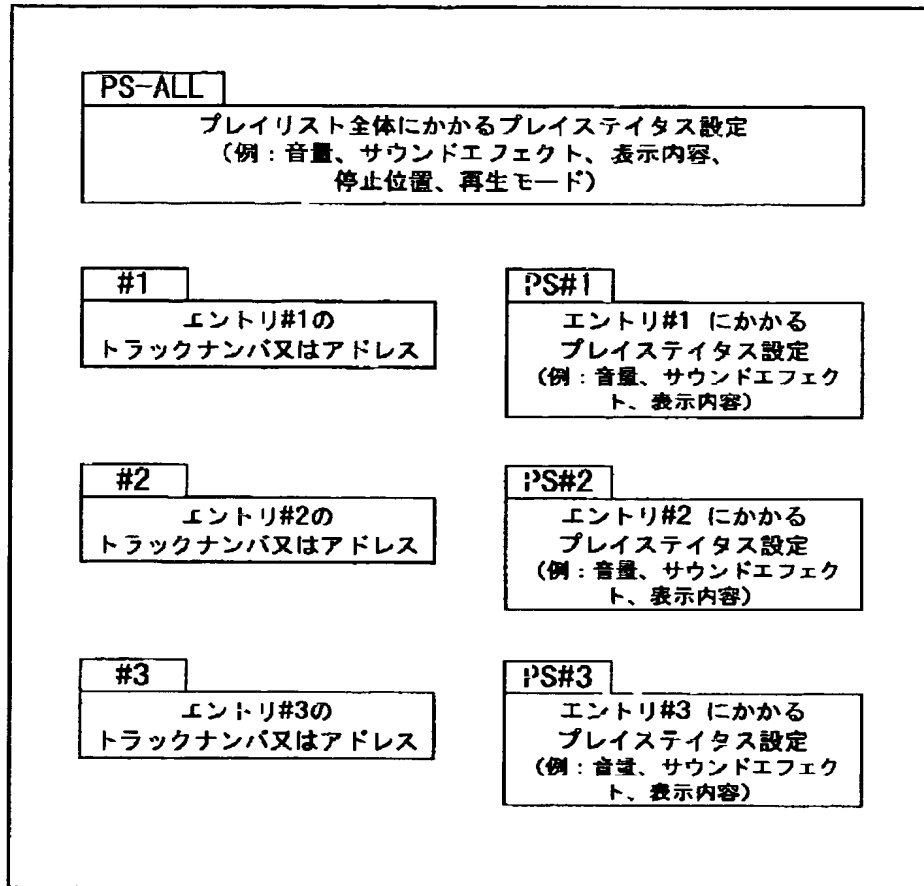 PS-ALL
プレイリスト全体にかかるプレイステイタス設定
(例：音量、サウンドエフェクト、表示内容、
停止位置、再生モード)
#1
エントリ#1の
トラックナンバ又はアドレス
PS#1
エントリ#1 にかかる
プレイステイタス設定
(例：音量、サウンドエフェク
ト、表示内容)
#2
エントリ#2の
トラックナンバ又はアドレス
PS#2
エントリ#2 にかかる
プレイステイタス設定
(例：音量、サウンドエフェク
ト、表示内容)
#3
エントリ#3の
トラックナンバ又はアドレス
PS#3
エントリ#3 にかかる
プレイステイタス設定
(例：音量、サウンドエフェク
ト、表示内容)